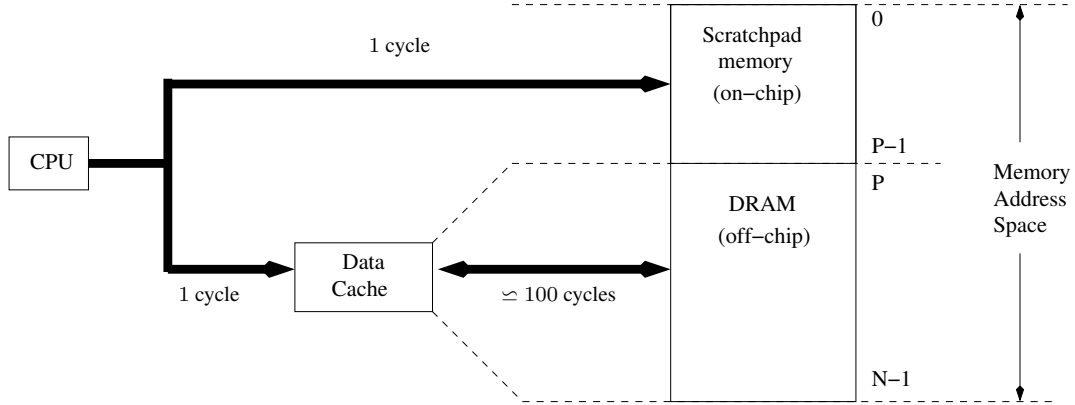 0
Scratchpad
memory
(on−chip)
1 cycle
P−1
CPU
P
Memory
Address
Space
DRAM
(off−chip)
Data
Cache
1 cycle
≃ 100 cycles
N−1